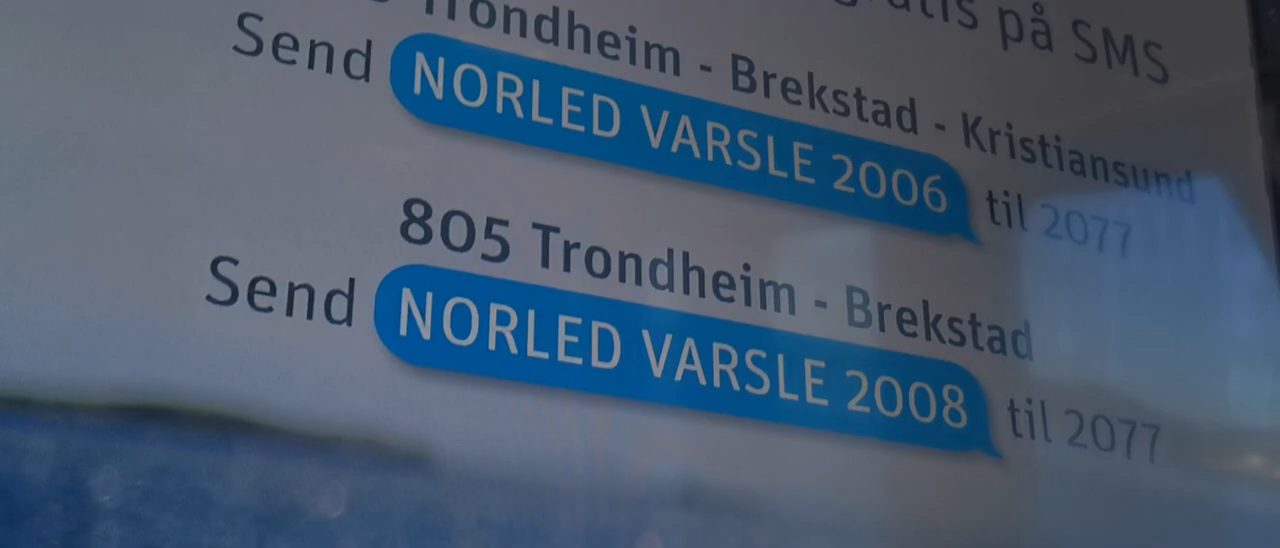 på SMS
Trondheim - Brekstad - Kristiansund
Send NORLED VARSLE 2006 til 2077
805 Trondheim - Brekstad
Send NORLED VARSLE 2008 til 2077